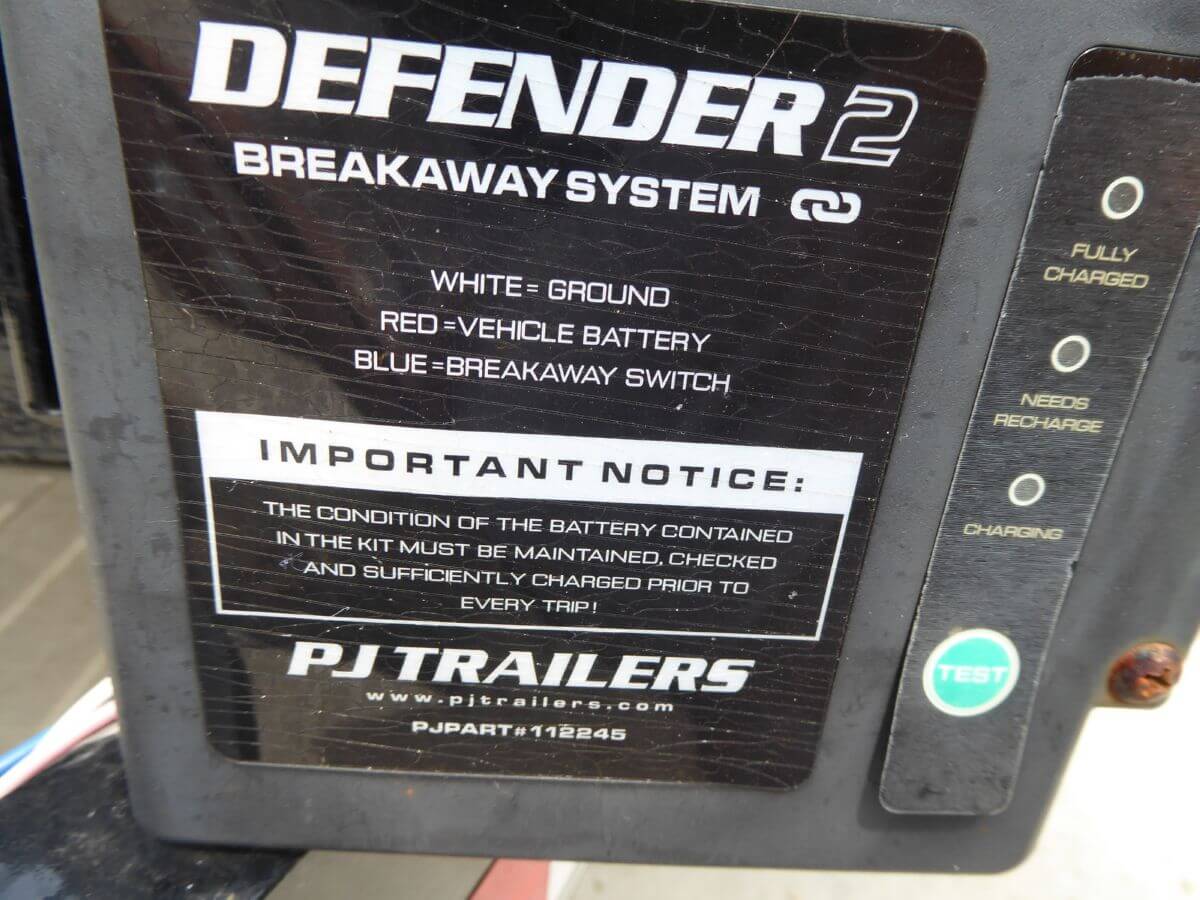 DEFENDER 2
BREAKAWAY SYSTEM
WHITE= GROUND
RED=VEHICLE BATTERY
BLUE=BREAKAWAY SWITCH
IMPORTANT NOTICE:
THE CONDITION OF THE BATTERY CONTAINED
IN THE KIT MUST BE MAINTAINED, CHECKED
AND SUFFICIENTLY CHARGED PRIOR TO
EVERY TRIP!
PJ TRAILERS
www.pjtrailers.com
PJPART#112245
FULLY
CHARGED
NEEDS
RECHARGE
CHARGING
TEST